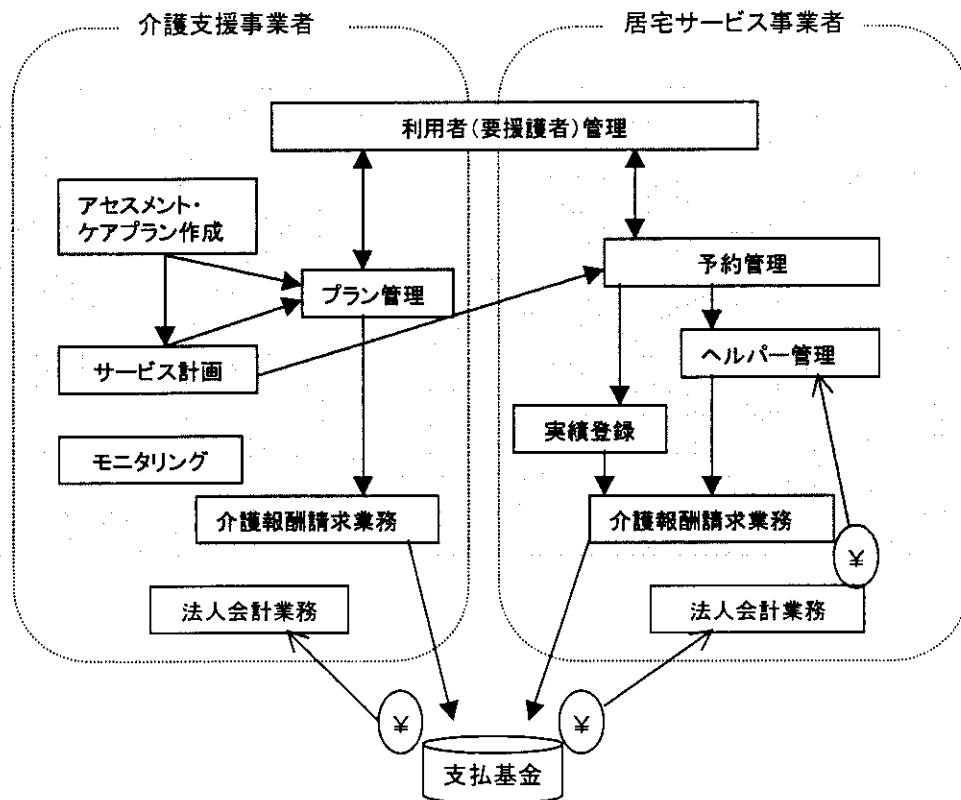 介護支援事業者
居宅サービス事業者
利用者(要援護者)管理
アセスメント・
ケアプラン作成
予約管理
プラン管理
ヘルパー管理
サービス計画
実績登録
モニタリング
介護報酬請求業務
介護報酬請求業務
¥
法人会計業務
法人会計業務
¥
¥
支払基金